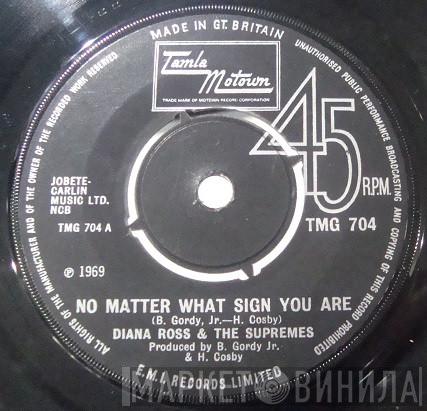 MADE IN GT. BRITAIN
Tamla
Motown
TRADE MARK OF MOTOWN RECORD CORPORATION
45
R.P.M.
JOBETE-
CARLIN
MUSIC LTD.
NCB
TMG 704 A
TMG 704
℗ 1969
NO MATTER WHAT SIGN YOU ARE
(B. Gordy, Jr.—H. Cosby)
DIANA ROSS & THE SUPREMES
Produced by B. Gordy Jr.
& H. Cosby
E.M.I. RECORDS LIMITED
ALL RIGHTS OF THE MANUFACTURER AND OF THE OWNER OF THE RECORDED WORK RESERVED
UNAUTHORISED PUBLIC PERFORMANCE BROADCASTING AND COPYING OF THIS RECORD PROHIBITED
МАЯК
ВИНИЛА